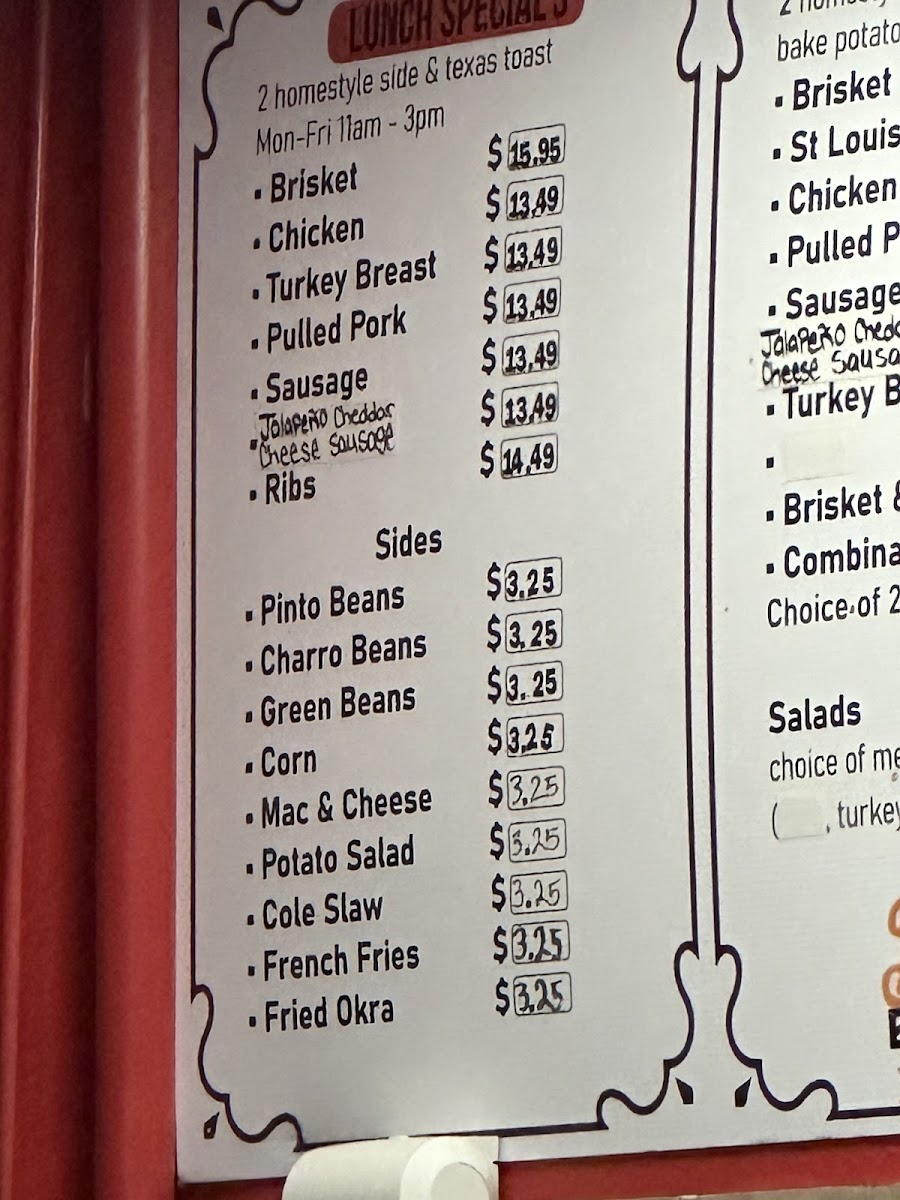 LUNCH SPECIAL'S
2 homestyle side & texas toast
Mon-Fri 11am - 3pm
▪ Brisket $ 15.95
▪ Chicken $ 13.49
▪ Turkey Breast $ 13.49
▪ Pulled Pork $ 13.49
▪ Sausage $ 13.49
▪ Jalapeño Cheddar
Cheese Sausage $ 13.49
▪ Ribs $ 14.49
Sides
▪ Pinto Beans $ 3.25
▪ Charro Beans $ 3.25
▪ Green Beans $ 3.25
▪ Corn $ 3.25
▪ Mac & Cheese $ 3.25
▪ Potato Salad $ 3.25
▪ Cole Slaw $ 3.25
▪ French Fries $ 3.25
▪ Fried Okra $ 3.25
bake potato
▪ Brisket
▪ St Louis
▪ Chicken
▪ Pulled P
▪ Sausage
Jalapeño Chedd
Cheese Sausa
▪ Turkey B
▪ Brisket &
▪ Combina
Choice of 2
Salads
choice of me
( , turkey